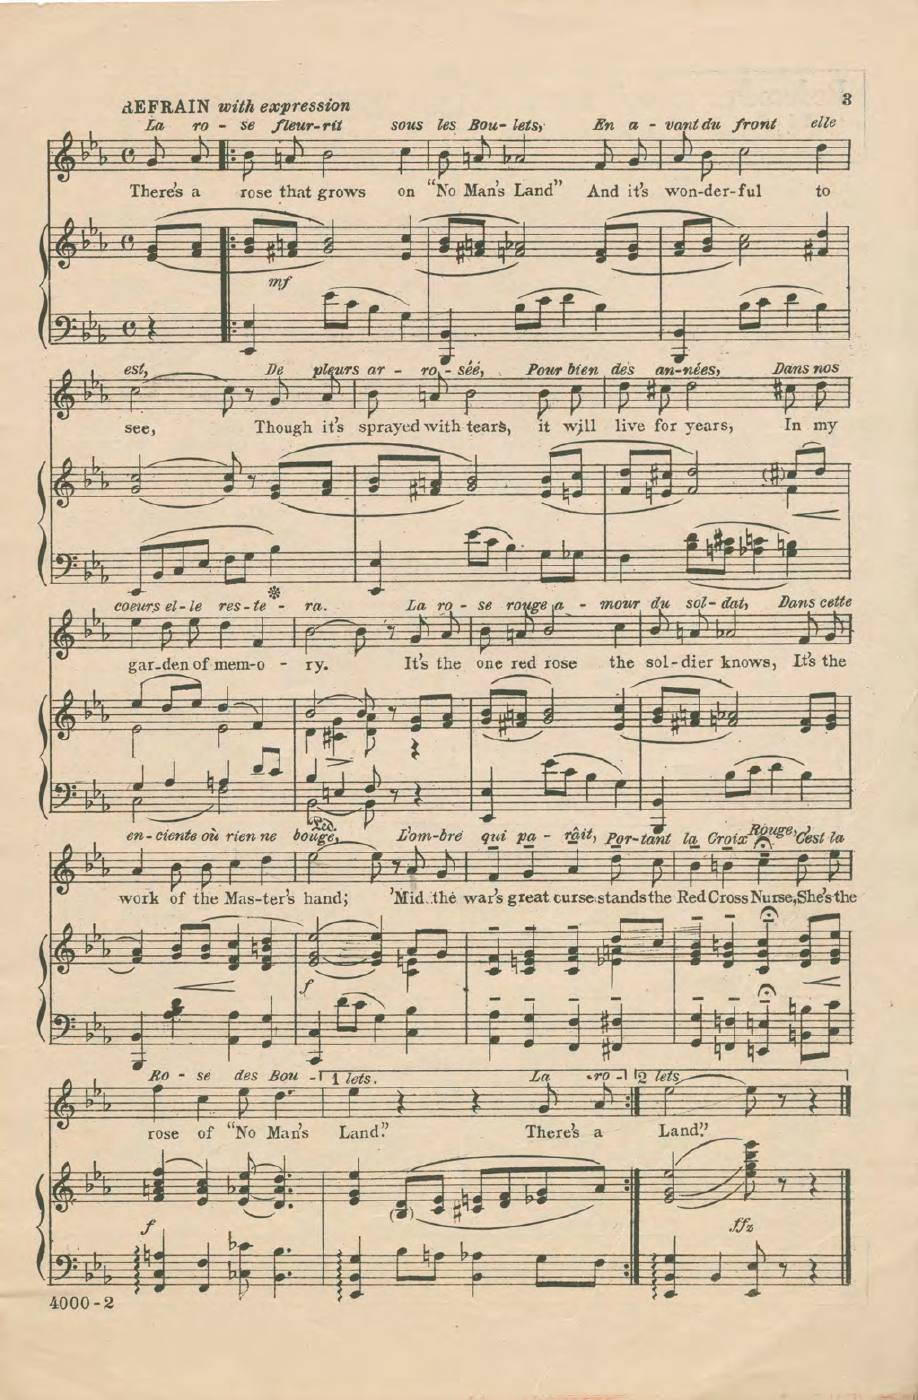 REFRAIN with expression
3
La ro - se fleur-rit sous les Bou-lets, En a - vant du front elle
There's a rose that grows on "No Man's Land" And it's won-der-ful to
mf
est, De pleurs ar - ro - séé, Pour bien des an-nées, Dans nos
see, Though it's sprayed with tears, it will live for years, In my
coeurs el-le res-te - ra. La ro - se rouge a - mour du sol-dat, Dans cette
gar-den of mem-o - ry. It's the one red rose the sol-dier knows, It's the
Ped.
en-ciente où rien ne bouge, L'om-bre qui pa - rait, Por-tant la Croix Rouge, C'est la
work of the Mas-ter's hand; 'Mid the war's great curse stands the Red Cross Nurse, She's the
f
Ro - se des Bou - 1 lets. La - ro - 2 lets
rose of "No Man's Land." There's a Land."
f
ffz
4000 - 2